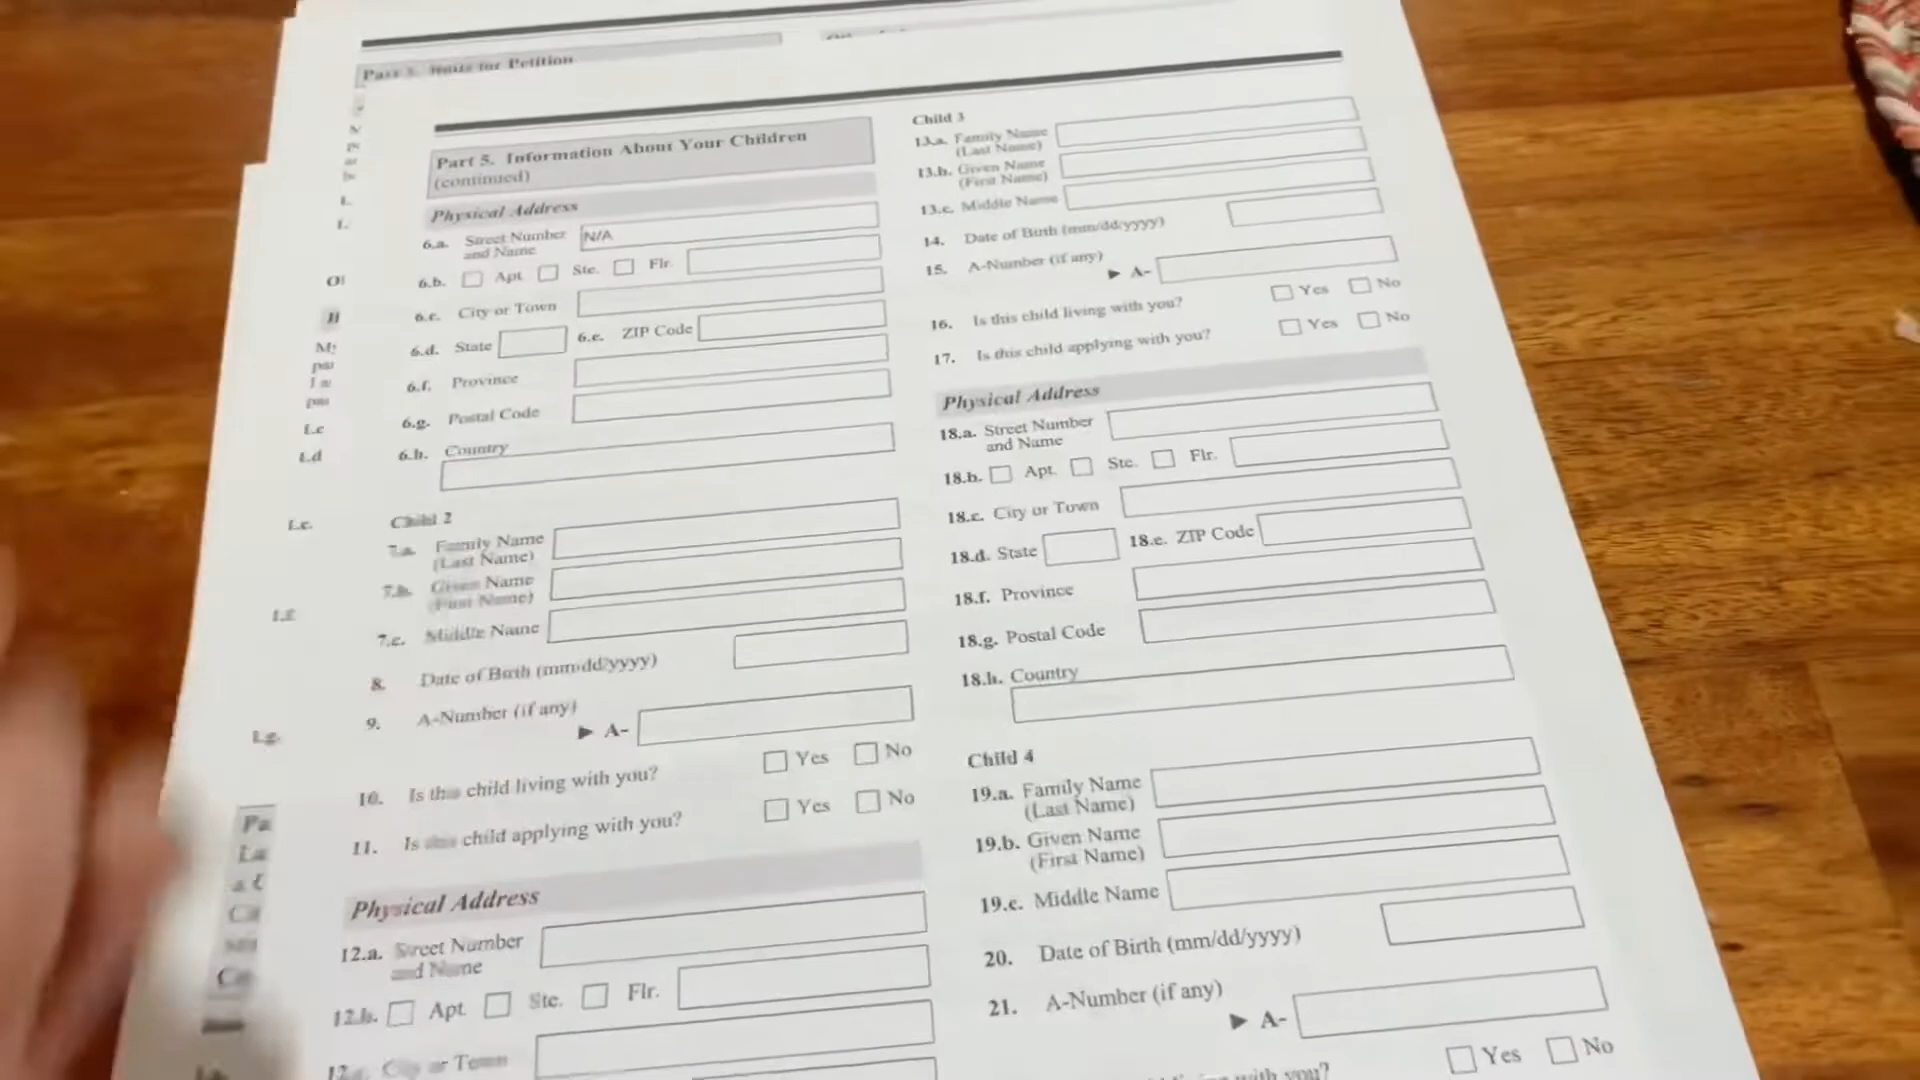 Part 3. Basis for Petition
Part 5. Information About Your Children
(continued)
Physical Address
6.a. Street Number
and Name
N/A
6.b. Apt. Ste. Flr.
6.c. City or Town
6.d. State 6.e. ZIP Code
6.f. Province
6.g. Postal Code
6.h. Country
Child 2
7.a. Family Name
(Last Name)
7.b. Given Name
(First Name)
7.c. Middle Name
8. Date of Birth (mm/dd/yyyy)
9. A-Number (if any)
► A-
10. Is this child living with you? Yes No
11. Is this child applying with you? Yes No
Physical Address
12.a. Street Number
and Name
12.b. Apt. Ste. Flr.
12.c. City or Town
Child 3
13.a. Family Name
(Last Name)
13.b. Given Name
(First Name)
13.c. Middle Name
14. Date of Birth (mm/dd/yyyy)
15. A-Number (if any)
► A-
16. Is this child living with you? Yes No
17. Is this child applying with you? Yes No
Physical Address
18.a. Street Number
and Name
18.b. Apt. Ste. Flr.
18.c. City or Town
18.d. State 18.e. ZIP Code
18.f. Province
18.g. Postal Code
18.h. Country
Child 4
19.a. Family Name
(Last Name)
19.b. Given Name
(First Name)
19.c. Middle Name
20. Date of Birth (mm/dd/yyyy)
21. A-Number (if any)
► A-
living with you? Yes No